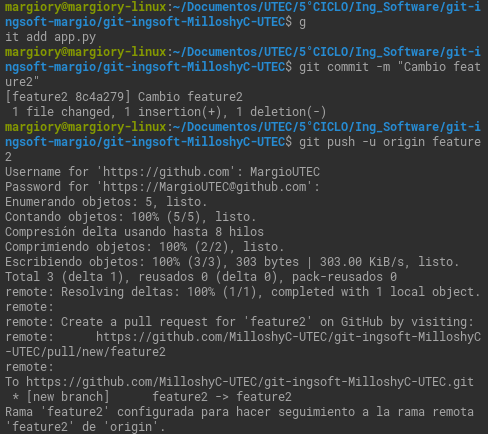 margiory@margiory-linux:~/Documentos/UTEC/5°CICLO/Ing_Software/git-i
ngsoft-margio/git-ingsoft-MilloshyC-UTEC$ g
it add app.py
margiory@margiory-linux:~/Documentos/UTEC/5°CICLO/Ing_Software/git-i
ngsoft-margio/git-ingsoft-MilloshyC-UTEC$ git commit -m "Cambio feat
ure2"
[feature2 8c4a279] Cambio feature2
 1 file changed, 1 insertion(+), 1 deletion(-)
margiory@margiory-linux:~/Documentos/UTEC/5°CICLO/Ing_Software/git-i
ngsoft-margio/git-ingsoft-MilloshyC-UTEC$ git push -u origin feature
2
Username for 'https://github.com': MargioUTEC
Password for 'https://MargioUTEC@github.com':
Enumerando objetos: 5, listo.
Contando objetos: 100% (5/5), listo.
Compresión delta usando hasta 8 hilos
Comprimiendo objetos: 100% (2/2), listo.
Escribiendo objetos: 100% (3/3), 303 bytes | 303.00 KiB/s, listo.
Total 3 (delta 1), reusados 0 (delta 0), pack-reusados 0
remote: Resolving deltas: 100% (1/1), completed with 1 local object.
remote:
remote: Create a pull request for 'feature2' on GitHub by visiting:
remote:      https://github.com/MilloshyC-UTEC/git-ingsoft-MilloshyC
-UTEC/pull/new/feature2
remote:
To https://github.com/MilloshyC-UTEC/git-ingsoft-MilloshyC-UTEC.git
 * [new branch]      feature2 -> feature2
Rama 'feature2' configurada para hacer seguimiento a la rama remota
'feature2' de 'origin'.